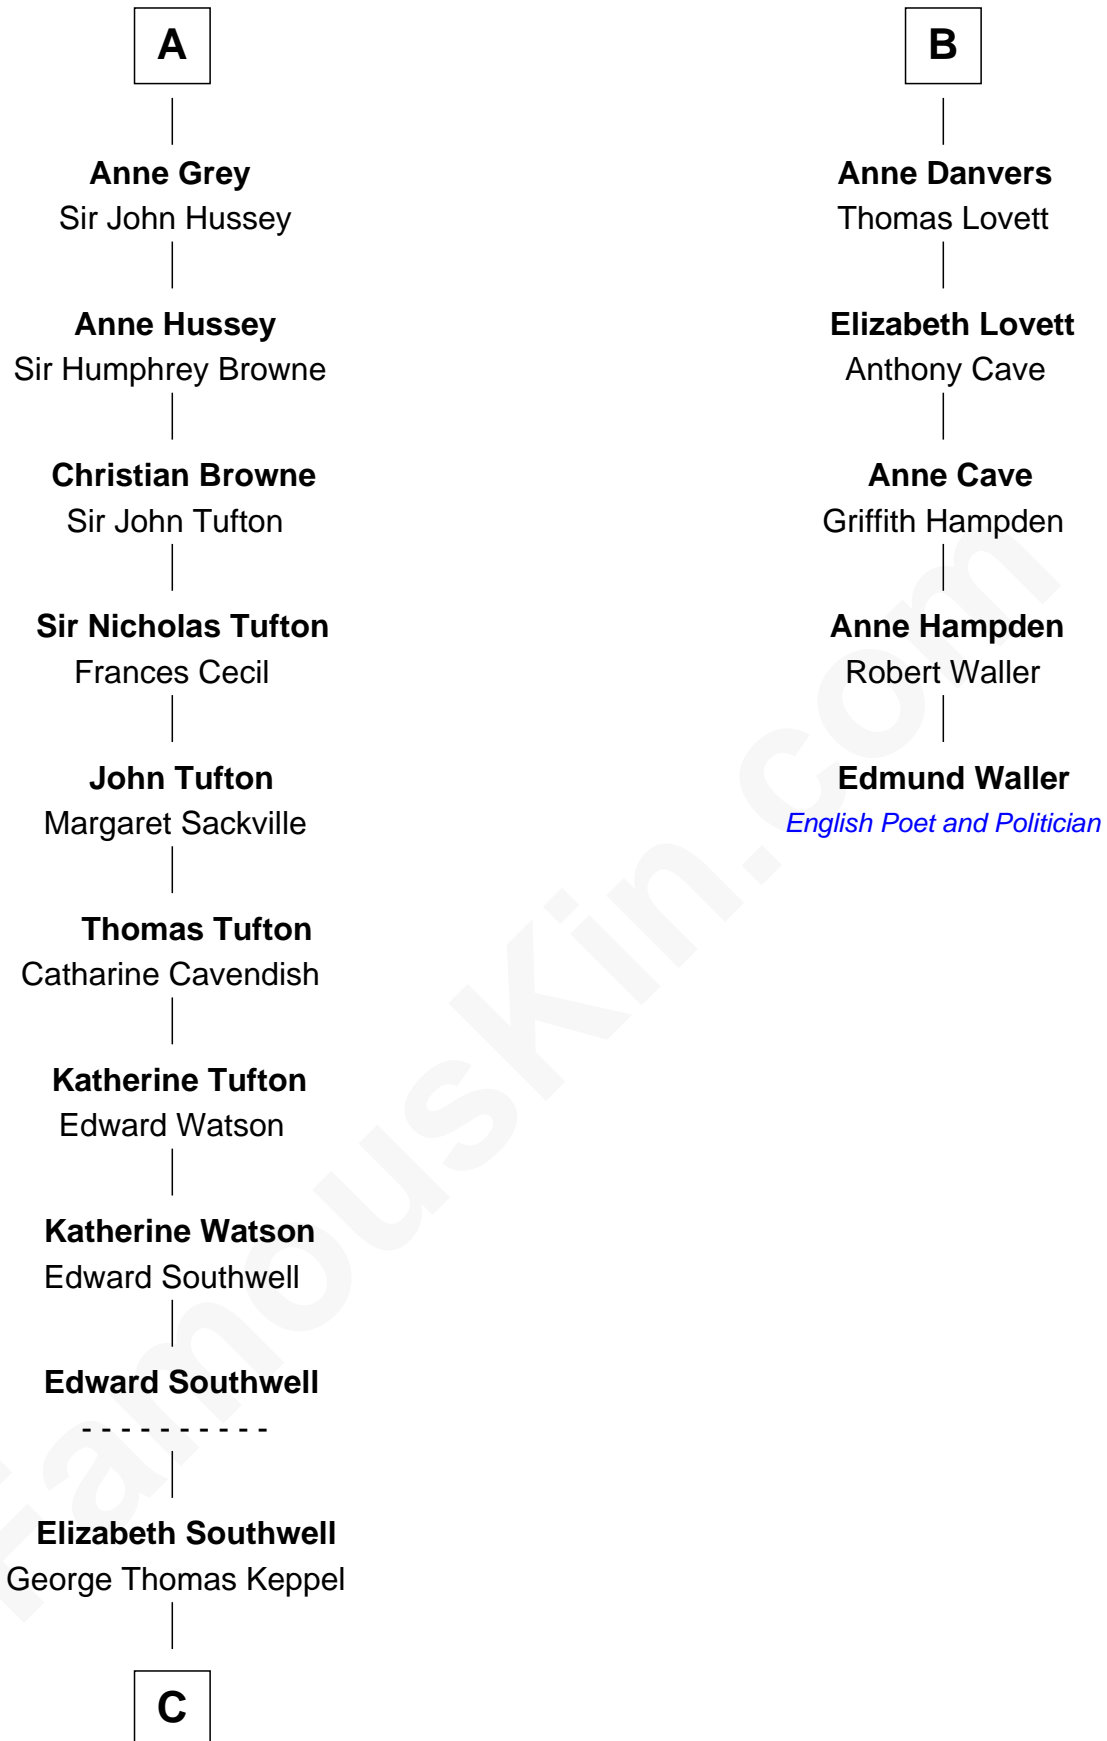 A
Anne Grey
Sir John Hussey
Anne Hussey
Sir Humphrey Browne
Christian Browne
Sir John Tufton
Sir Nicholas Tufton
Frances Cecil
John Tufton
Margaret Sackville
Thomas Tufton
Catharine Cavendish
Katherine Tufton
Edward Watson
Katherine Watson
Edward Southwell
Edward Southwell
- - - - - - - - - -
Elizabeth Southwell
George Thomas Keppel
C
B
Anne Danvers
Thomas Lovett
Elizabeth Lovett
Anthony Cave
Anne Cave
Griffith Hampden
Anne Hampden
Robert Waller
Edmund Waller
English Poet and Politician
FamousKin.com